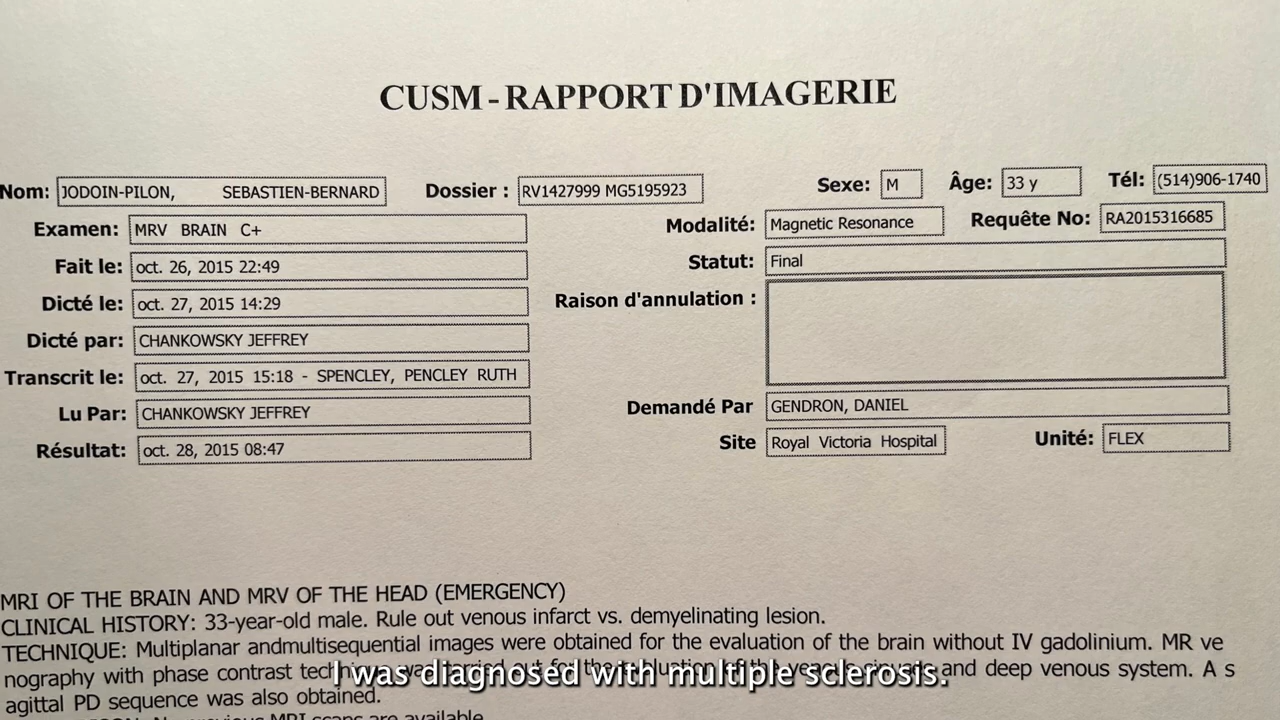 CUSM - RAPPORT D'IMAGERIE
Nom: JODOIN-PILON, SEBASTIEN-BERNARD Dossier : RV1427999 MG5195923 Sexe: M Âge: 33 y Tél: (514)906-1740
Examen: MRV BRAIN C+ Modalité: Magnetic Resonance Requête No: RA2015316685
Fait le: oct. 26, 2015 22:49 Statut: Final
Dicté le: oct. 27, 2015 14:29 Raison d'annulation :
Dicté par: CHANKOWSKY JEFFREY
Transcrit le: oct. 27, 2015 15:18 - SPENCLEY, PENCLEY RUTH
Lu Par: CHANKOWSKY JEFFREY Demandé Par GENDRON, DANIEL
Résultat: oct. 28, 2015 08:47 Site Royal Victoria Hospital Unité: FLEX
MRI OF THE BRAIN AND MRV OF THE HEAD (EMERGENCY)
CLINICAL HISTORY: 33-year-old male. Rule out venous infarct vs. demyelinating lesion.
TECHNIQUE: Multiplanar andmultisequential images were obtained for the evaluation of the brain without IV gadolinium. MR ve
nography with phase contrast and deep venous system. A s
I was diagnosed with multiple sclerosis.
agittal PD sequence was also obtained.
No previous MRI scans are available